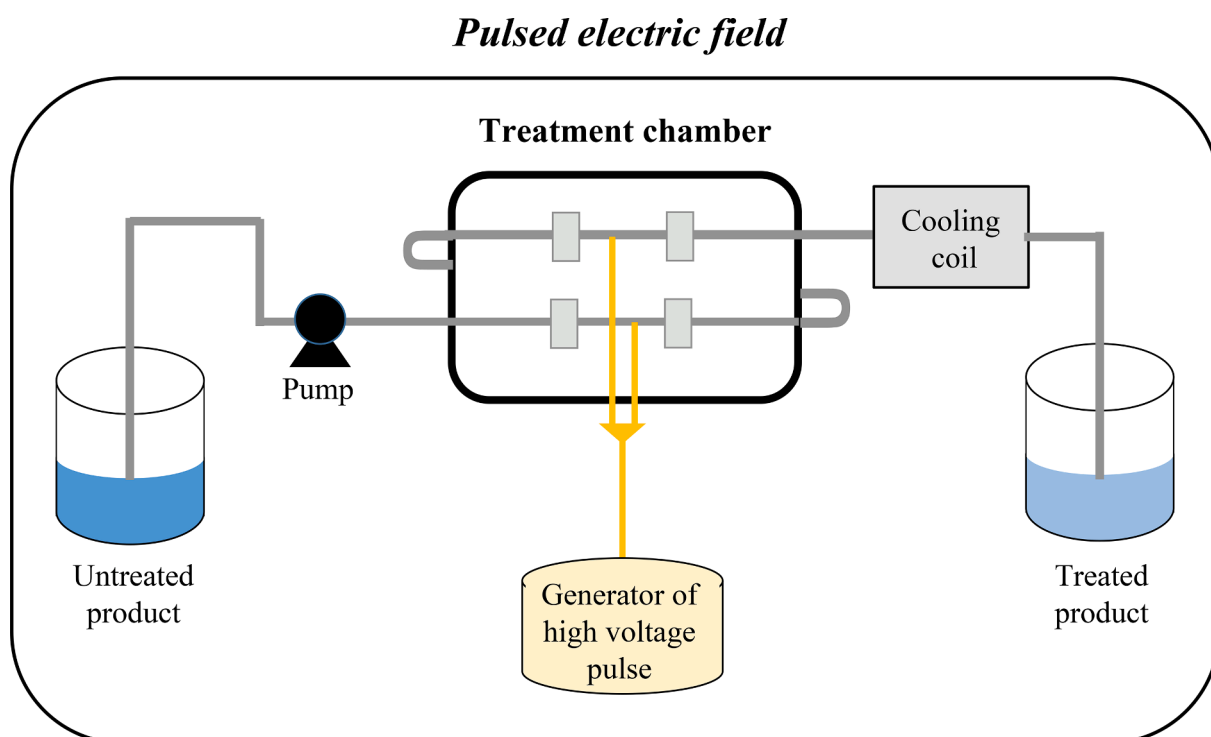 Pulsed electric field
Treatment chamber
Cooling
coil
Pump
Untreated
product
Generator of
high voltage
pulse
Treated
product